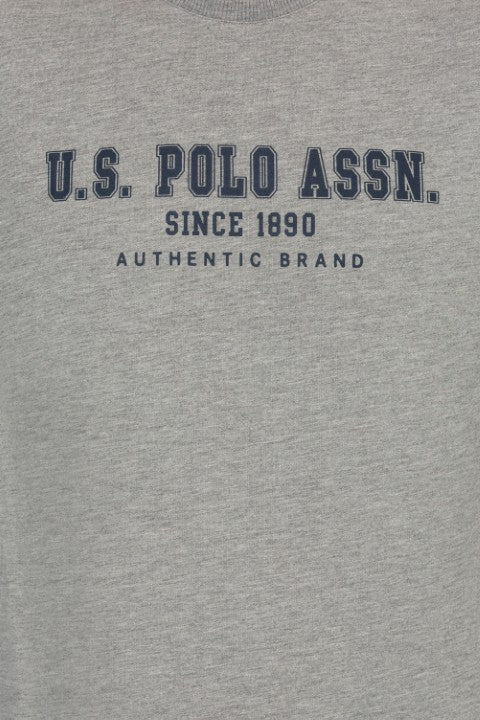 U.S. POLO ASSN.
SINCE 1890
AUTHENTIC BRAND